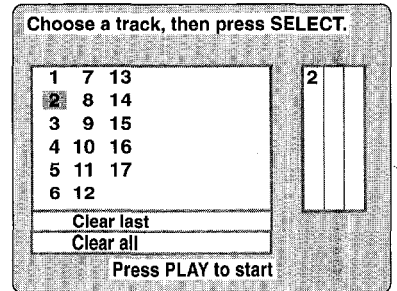 Choose a track, then press SELECT.
1 7 13 2
2 8 14
3 9 15
4 10 16
5 11 17
6 12
Clear last
Clear all
Press PLAY to start